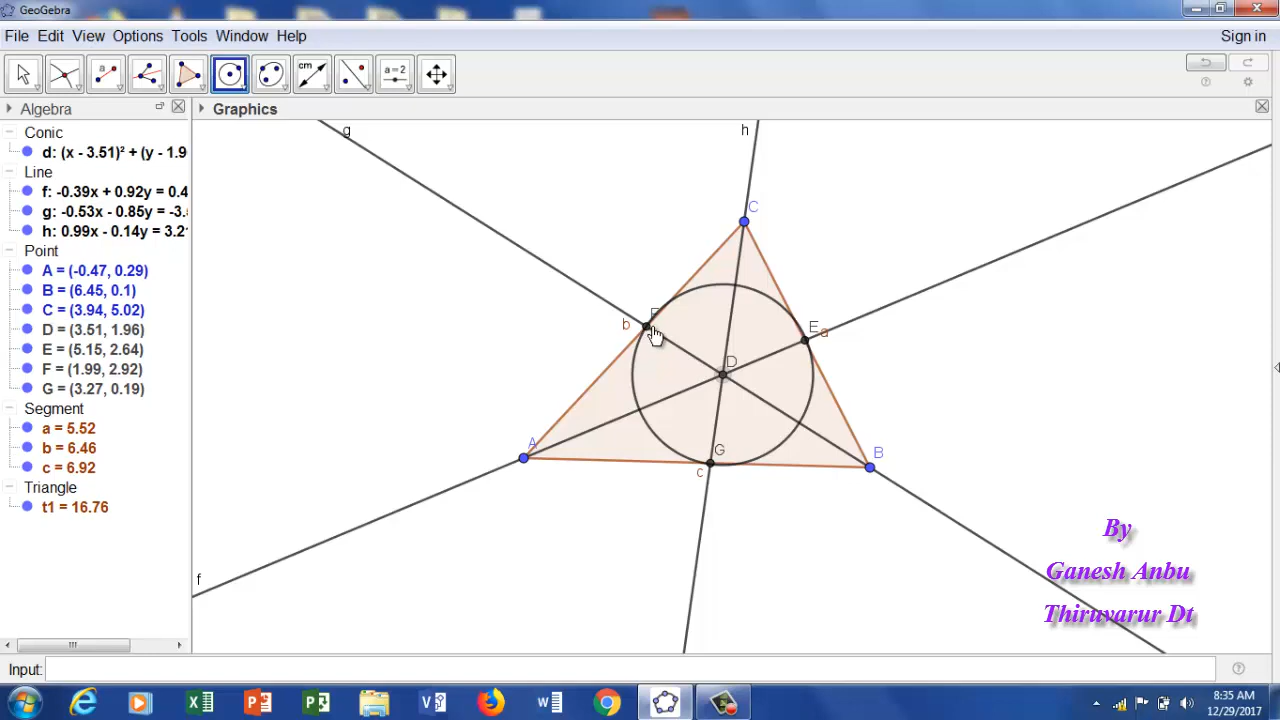 GeoGebra
File Edit View Options Tools Window Help
Sign in
a=2
cm
Algebra
Graphics
Conic
d: (x - 3.51)² + (y - 1.9
Line
f: -0.39x + 0.92y = 0.4
g: -0.53x - 0.85y = -3.
h: 0.99x - 0.14y = 3.2
Point
A = (-0.47, 0.29)
B = (6.45, 0.1)
C = (3.94, 5.02)
D = (3.51, 1.96)
E = (5.15, 2.64)
F = (1.99, 2.92)
G = (3.27, 0.19)
Segment
a = 5.52
b = 6.46
c = 6.92
Triangle
t1 = 16.76
g
h
C
b
E
a
D
A
G
B
c
f
By
Ganesh Anbu
Thiruvarur Dt
Input:
8:35 AM
12/29/2017